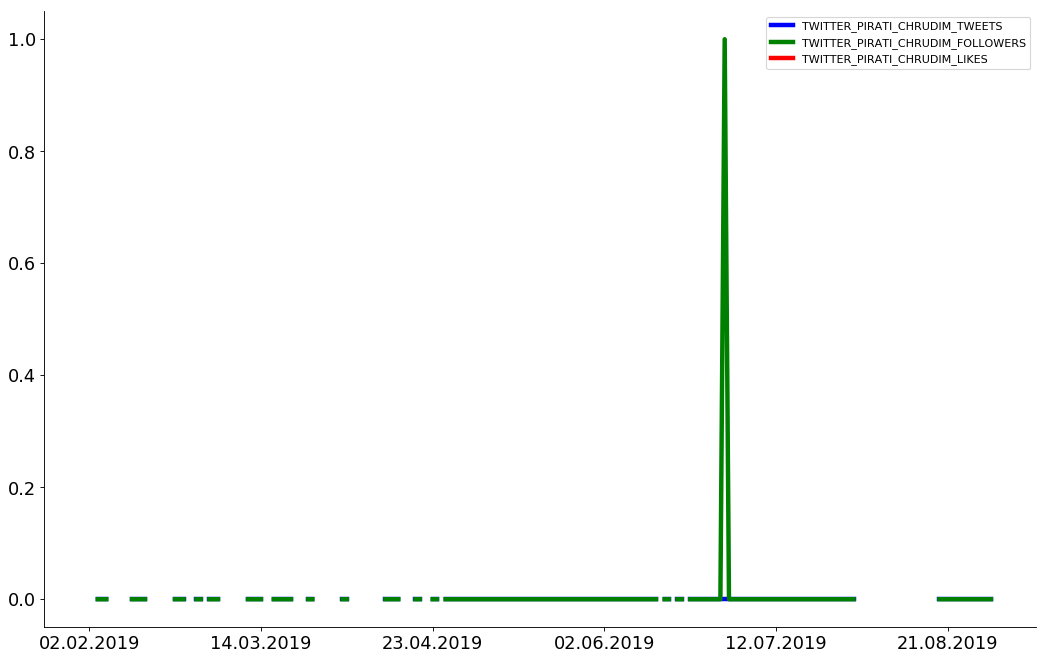 TWITTER_PIRATI_CHRUDIM_TWEETS
TWITTER_PIRATI_CHRUDIM_FOLLOWERS
TWITTER_PIRATI_CHRUDIM_LIKES
1.0
0.8
0.6
0.4
0.2
0.0
02.02.2019 14.03.2019 23.04.2019 02.06.2019 12.07.2019 21.08.2019